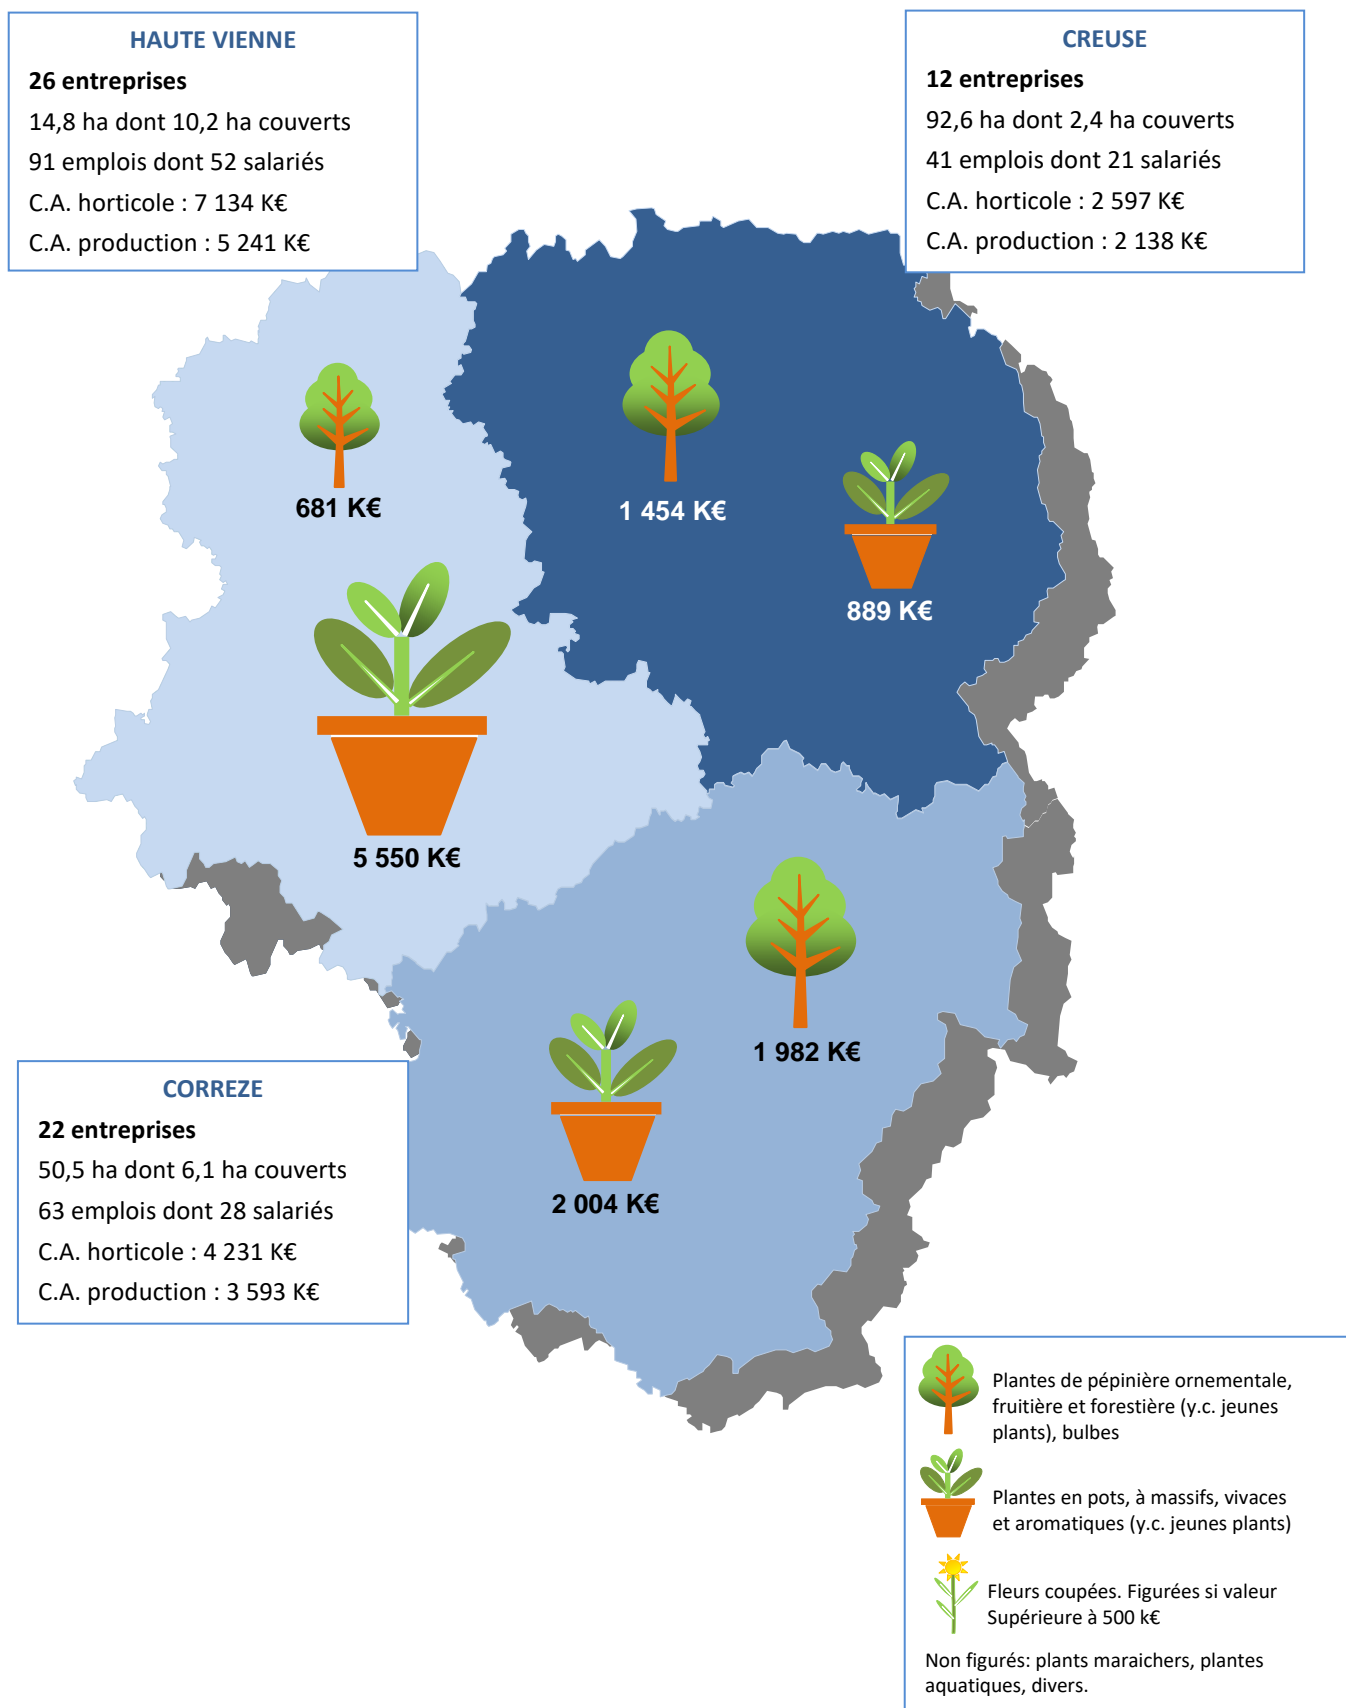 HAUTE VIENNE
26 entreprises
14,8 ha dont 10,2 ha couverts
91 emplois dont 52 salariés
C.A. horticole : 7 134 K€
C.A. production : 5 241 K€
CREUSE
12 entreprises
92,6 ha dont 2,4 ha couverts
41 emplois dont 21 salariés
C.A. horticole : 2 597 K€
C.A. production : 2 138 K€
681 K€
1 454 K€
889 K€
5 550 K€
1 982 K€
2 004 K€
CORREZE
22 entreprises
50,5 ha dont 6,1 ha couverts
63 emplois dont 28 salariés
C.A. horticole : 4 231 K€
C.A. production : 3 593 K€
Plantes de pépinière ornementale,
fruitière et forestière (y.c. jeunes
plants), bulbes
Plantes en pots, à massifs, vivaces
et aromatiques (y.c. jeunes plants)
Fleurs coupées. Figurées si valeur
Supérieure à 500 k€
Non figurés: plants maraichers, plantes
aquatiques, divers.